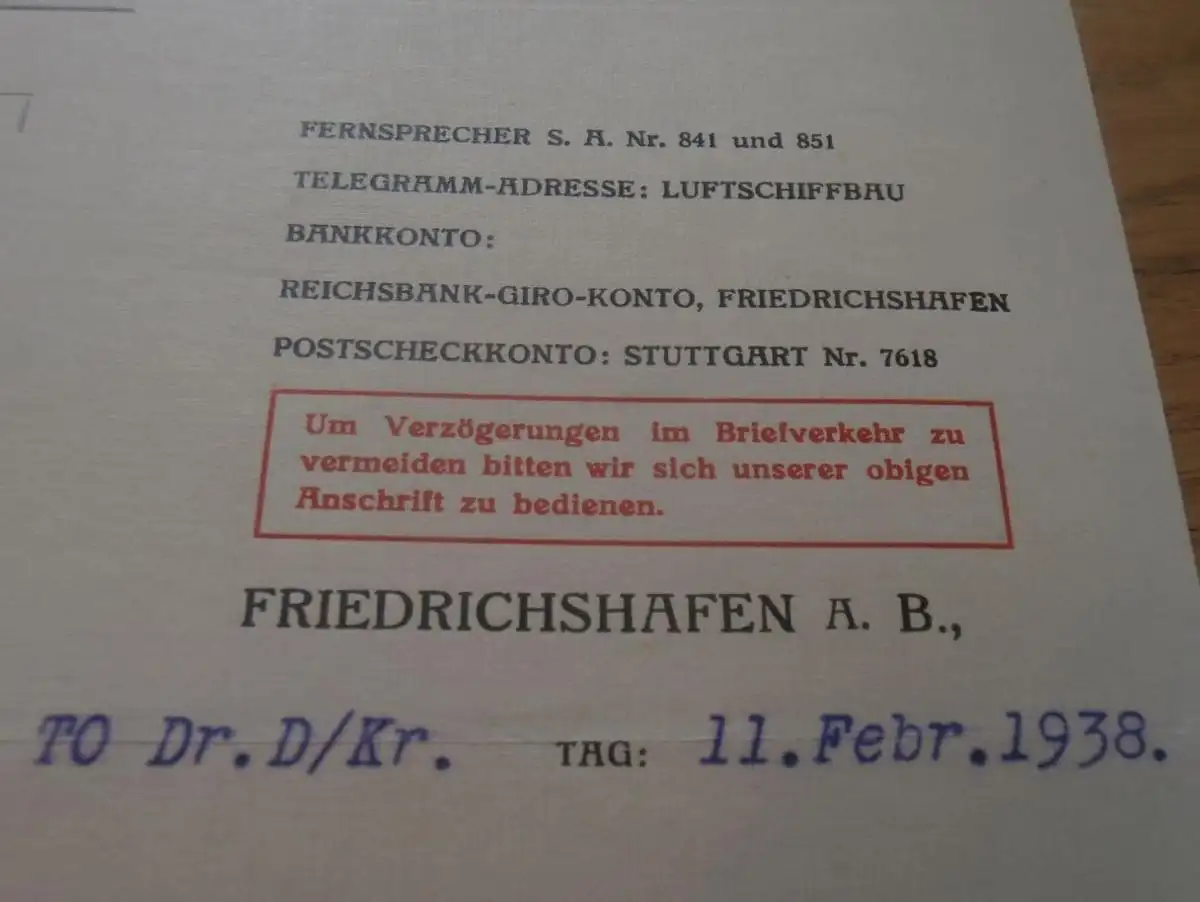 FERNSPRECHER S. A. Nr. 841 und 851
TELEGRAMM-ADRESSE: LUFTSCHIFFBAU
BANKKONTO:
REICHSBANK-GIRO-KONTO, FRIEDRICHSHAFEN
POSTSCHECKKONTO: STUTTGART Nr. 7618
Um Verzögerungen im Briefverkehr zu
vermeiden bitten wir sich unserer obigen
Anschrift zu bedienen.
FRIEDRICHSHAFEN A. B.,
TO Dr.D/Kr. TAG: 11.Febr.1938.